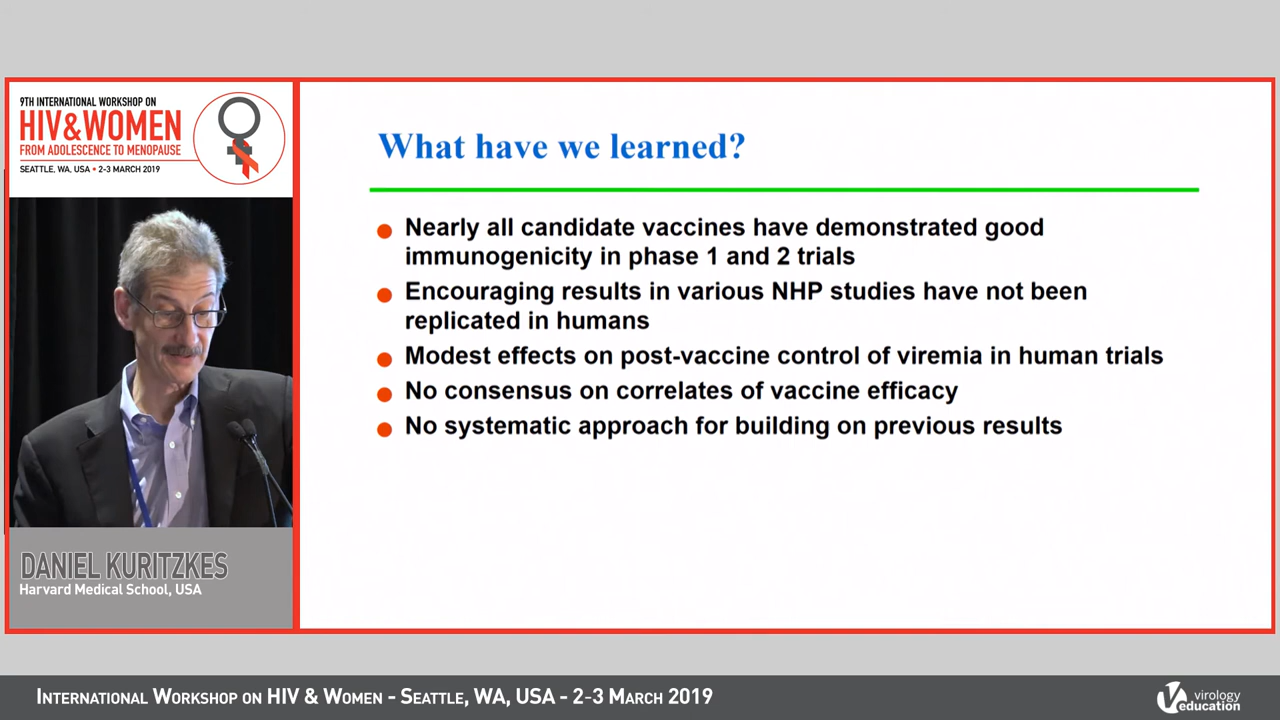 9TH INTERNATIONAL WORKSHOP ON
HIV&WOMEN
FROM ADOLESCENCE TO MENOPAUSE
SEATTLE, WA, USA • 2-3 MARCH 2019
What have we learned?
Nearly all candidate vaccines have demonstrated good
immunogenicity in phase 1 and 2 trials
Encouraging results in various NHP studies have not been
replicated in humans
Modest effects on post-vaccine control of viremia in human trials
No consensus on correlates of vaccine efficacy
No systematic approach for building on previous results
DANIEL KURITZKES
Harvard Medical School, USA
INTERNATIONAL WORKSHOP ON HIV & WOMEN - SEATTLE, WA, USA - 2-3 MARCH 2019
virology
education